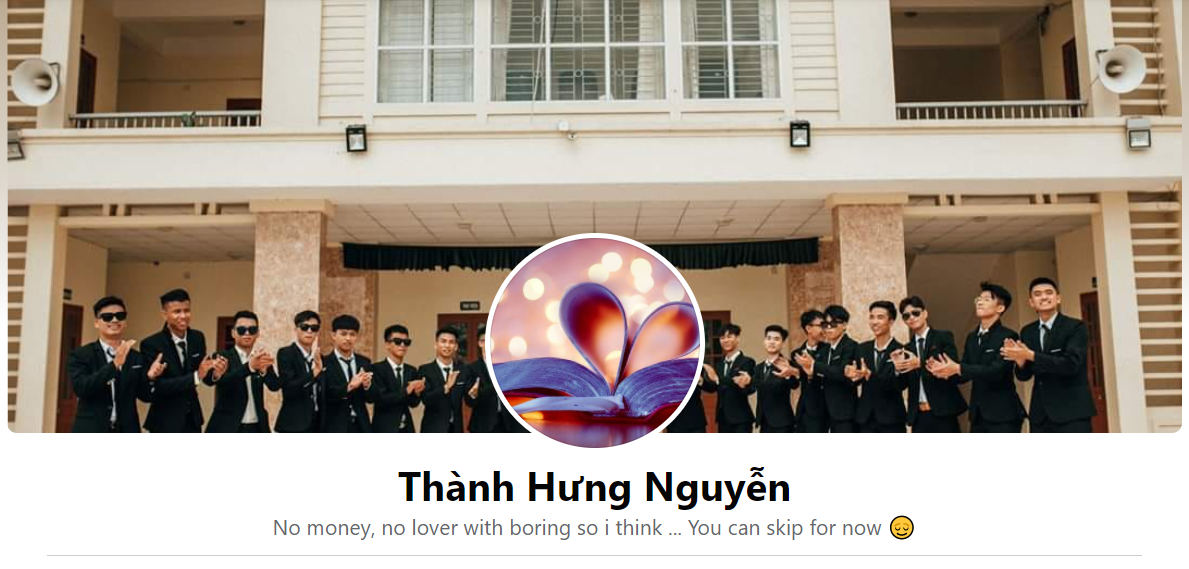 Thành Hưng Nguyễn
No money, no lover with boring so i think ... You can skip for now 😌